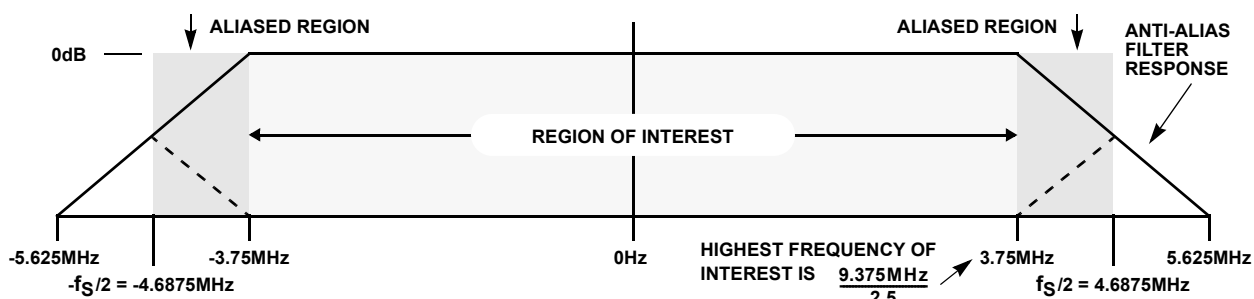 ALIASED REGION
ALIASED REGION
0dB
ANTI-ALIAS
FILTER
RESPONSE
REGION OF INTEREST
-5.625MHz
-3.75MHz
0Hz
HIGHEST FREQUENCY OF
INTEREST IS 9.375MHz
2.5
3.75MHz
5.625MHz
-fS/2 = -4.6875MHz
fS/2 = 4.6875MHz